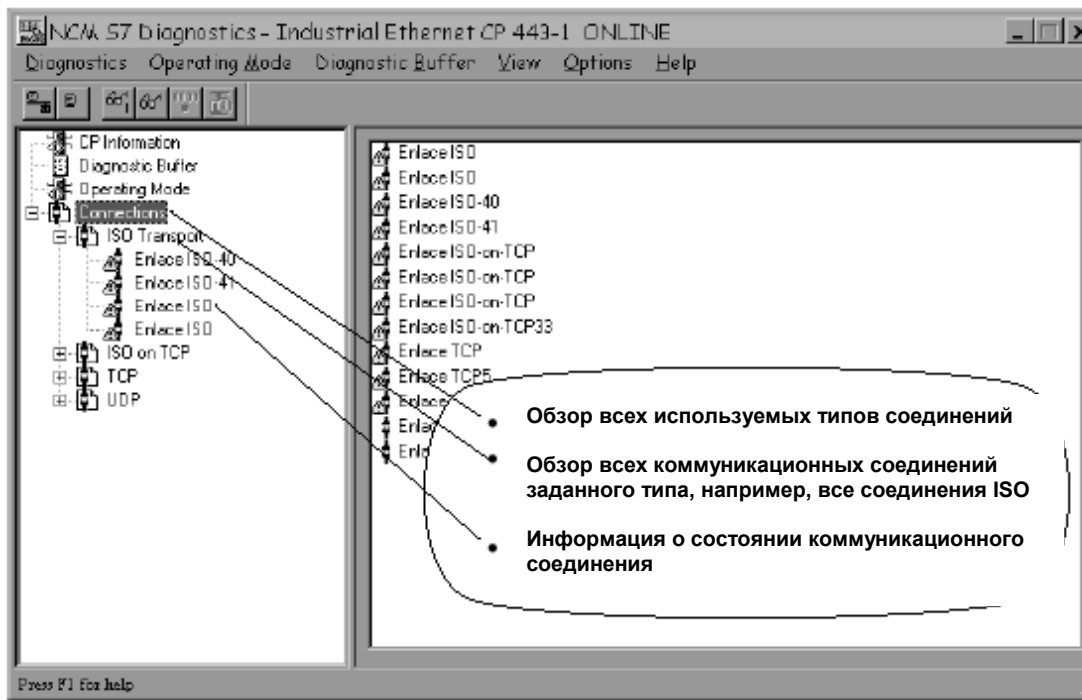 NCM S7 Diagnostics - Industrial Ethernet CP 443-1 ONLINE
Diagnostics Operating Mode Diagnostic Buffer View Options Help
CP Information
Diagnostic Buffer
Operating Mode
Connections
ISO Transport
Enlace ISO-40
Enlace ISO-41
Enlace ISO
Enlace ISO
ISO on TCP
TCP
UDP
Enlace ISO
Enlace ISO
Enlace ISO-40
Enlace ISO-41
Enlace ISO-on-TCP
Enlace ISO-on-TCP
Enlace ISO-on-TCP
Enlace ISO-on-TCP33
Enlace TCP
Enlace TCP5
Enlace
Enla
Enl
Обзор всех используемых типов соединений
Обзор всех коммуникационных соединений
заданного типа, например, все соединения ISO
Информация о состоянии коммуникационного
соединения
Press F1 for help